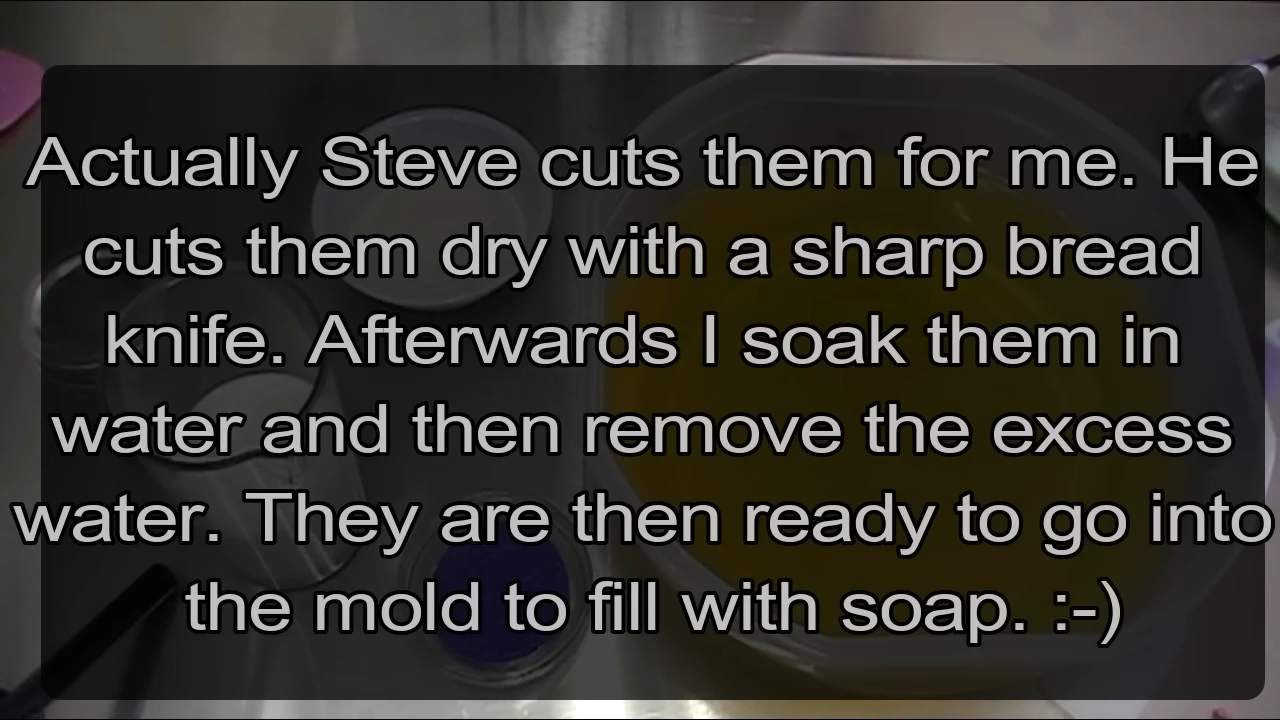 Actually Steve cuts them for me. He
cuts them dry with a sharp bread
knife. Afterwards I soak them in
water and then remove the excess
water. They are then ready to go into
the mold to fill with soap. :-)